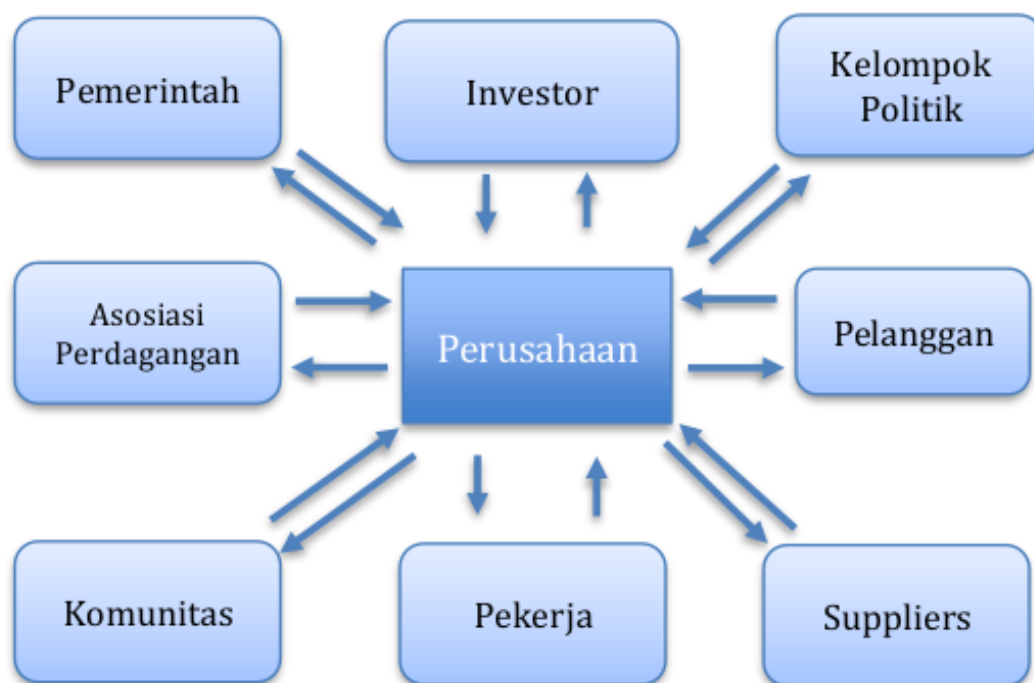 Pemerintah
Investor
Kelompok
Politik
Asosiasi
Perdagangan
Perusahaan
Pelanggan
Komunitas
Pekerja
Suppliers